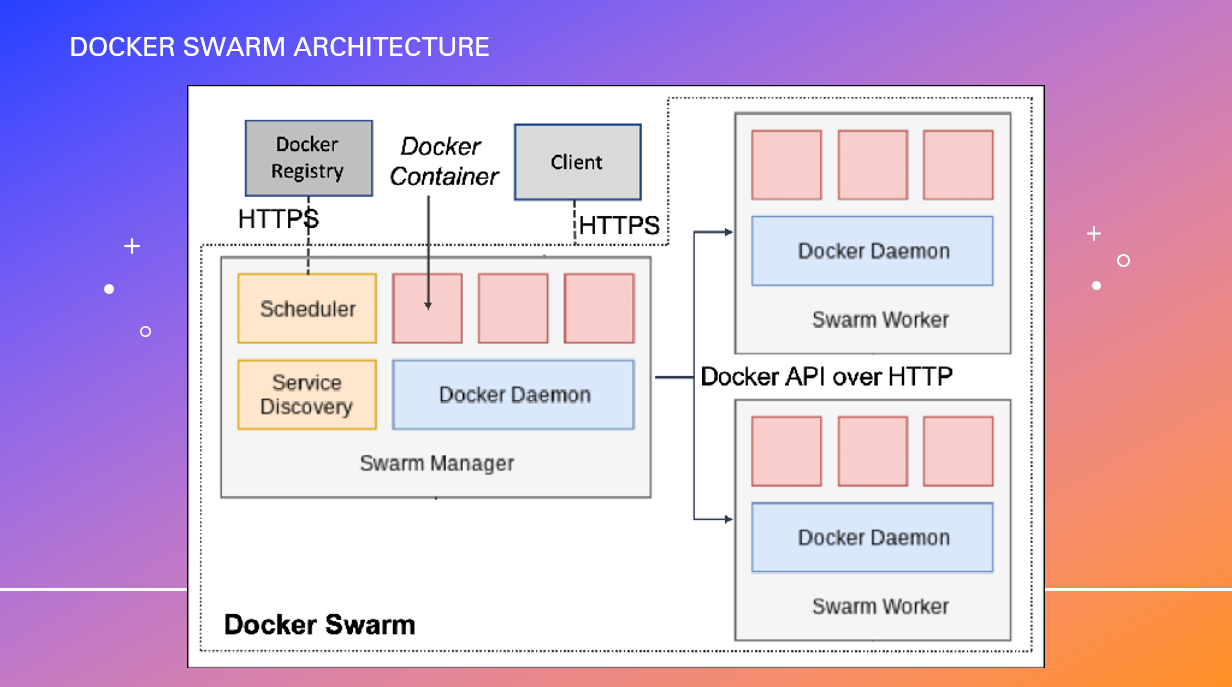 DOCKER SWARM ARCHITECTURE
Docker
Registry
Docker
Container
Client
HTTPS
HTTPS
Scheduler
Service
Discovery
Docker Daemon
Swarm Manager
Docker Daemon
Swarm Worker
Docker API over HTTP
Docker Daemon
Swarm Worker
Docker Swarm